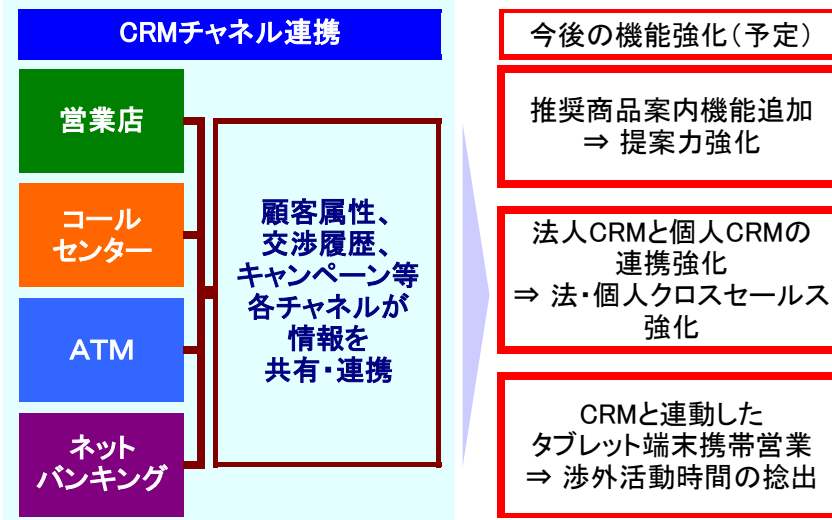 CRMチャネル連携
営業店
コール
センター
ATM
ネット
バンキング
顧客属性、
交渉履歴、
キャンペーン等
各チャネルが
情報を
共有・連携
今後の機能強化(予定)
推奨商品案内機能追加
⇒ 提案力強化
法人CRMと個人CRMの
連携強化
⇒ 法・個人クロスセールス
強化
CRMと連動した
タブレット端末携帯営業
⇒ 渉外活動時間の捻出